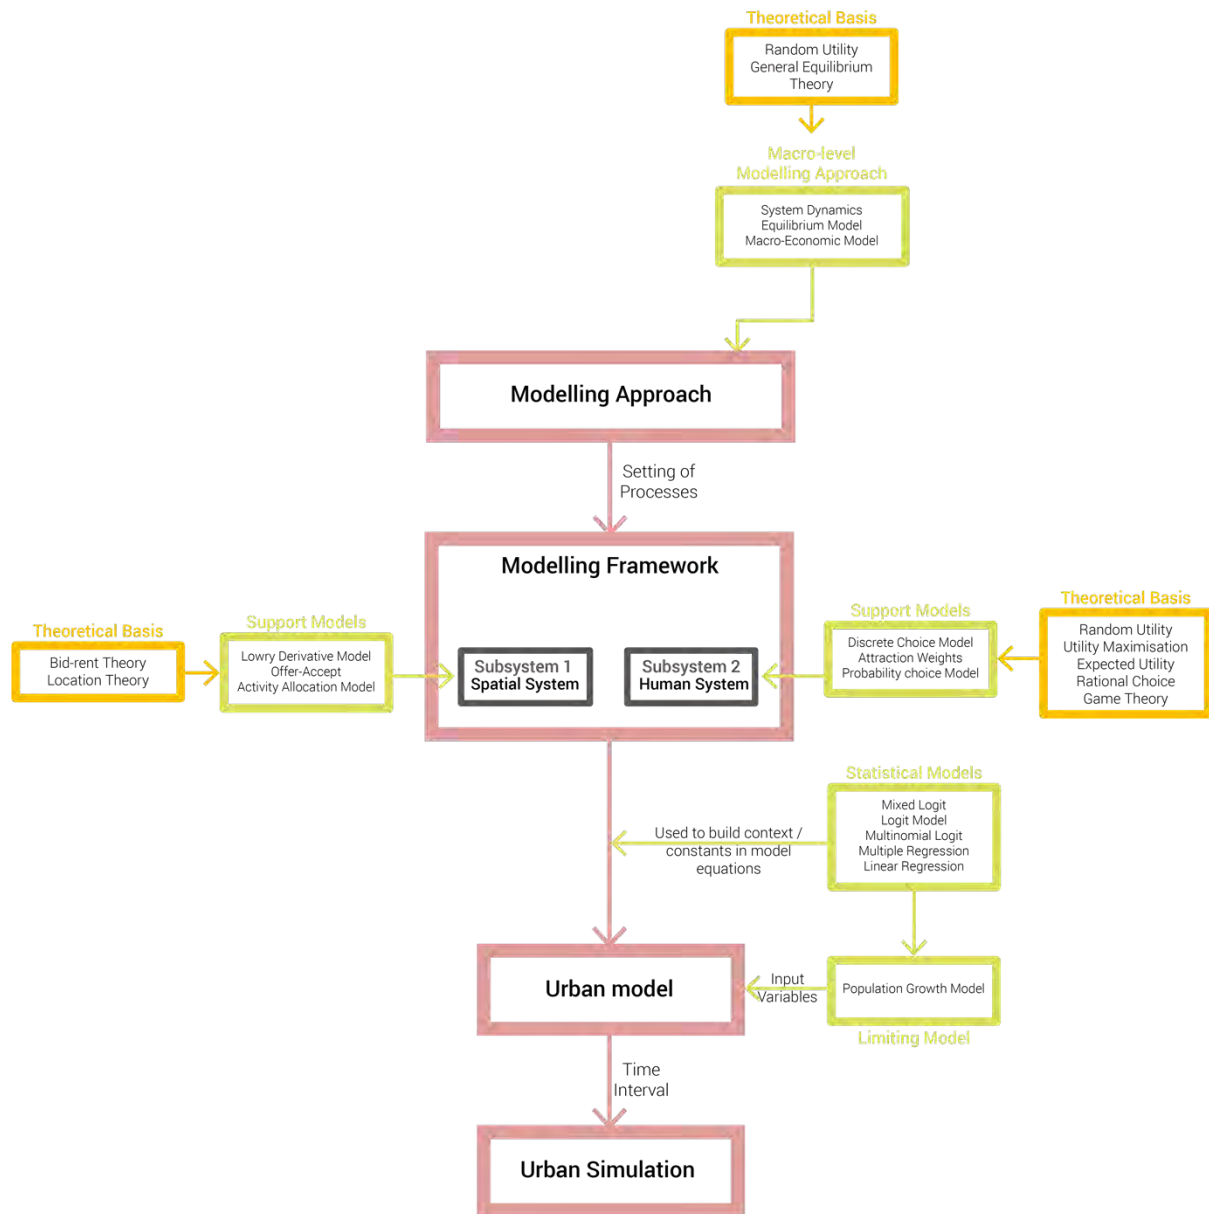 Theoretical Basis
Random Utility
General Equilibrium
Theory
Macro-level
Modelling Approach
System Dynamics
Equilibrium Model
Macro-Economic Model
Modelling Approach
Setting of
Processes
Modelling Framework
Theoretical Basis
Bid-rent Theory
Location Theory
Support Models
Lowry Derivative Model
Offer-Accept
Activity Allocation Model
Subsystem 1
Spatial System
Subsystem 2
Human System
Support Models
Discrete Choice Model
Attraction Weights
Probability choice Model
Theoretical Basis
Random Utility
Utility Maximisation
Expected Utility
Rational Choice
Game Theory
Statistical Models
Mixed Logit
Logit Model
Multinomial Logit
Multiple Regression
Linear Regression
Used to build context /
constants in model
equations
Urban model
Input
Variables
Population Growth Model
Limiting Model
Time
Interval
Urban Simulation